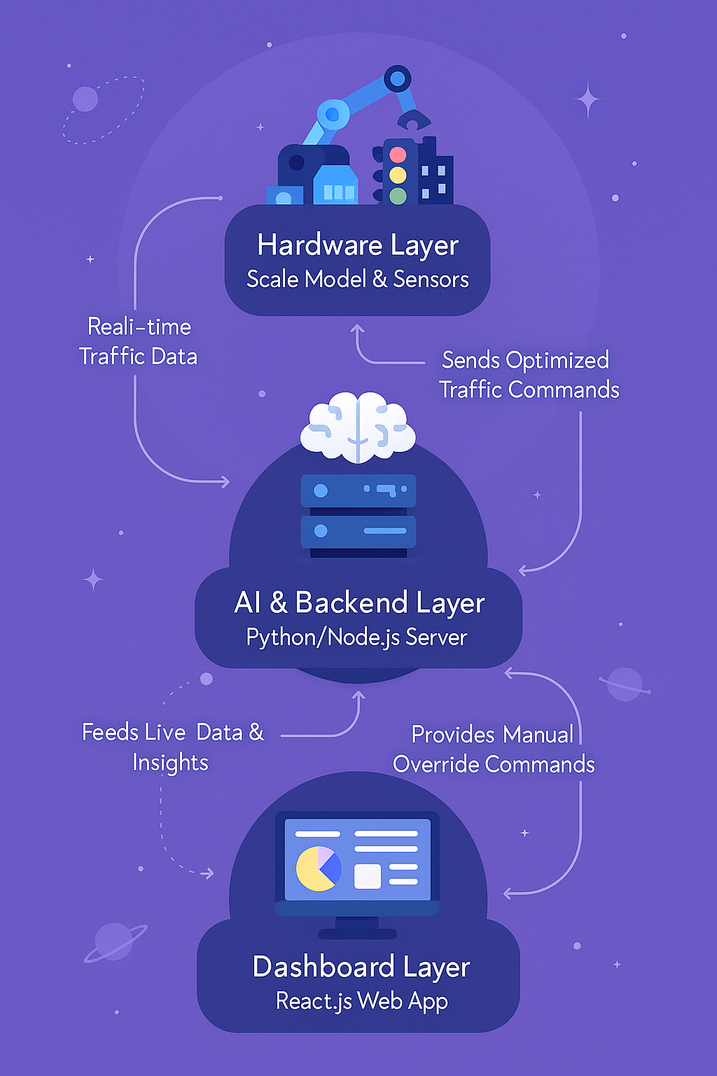 Hardware Layer
Scale Model & Sensors
Reali-time
Traffic Data
Sends Optimized
Traffic Commands
AI & Backend Layer
Python/Node.js Server
Feeds Live Data &
Insights
Provides Manual
Override Commands
Dashboard Layer
React.js Web App